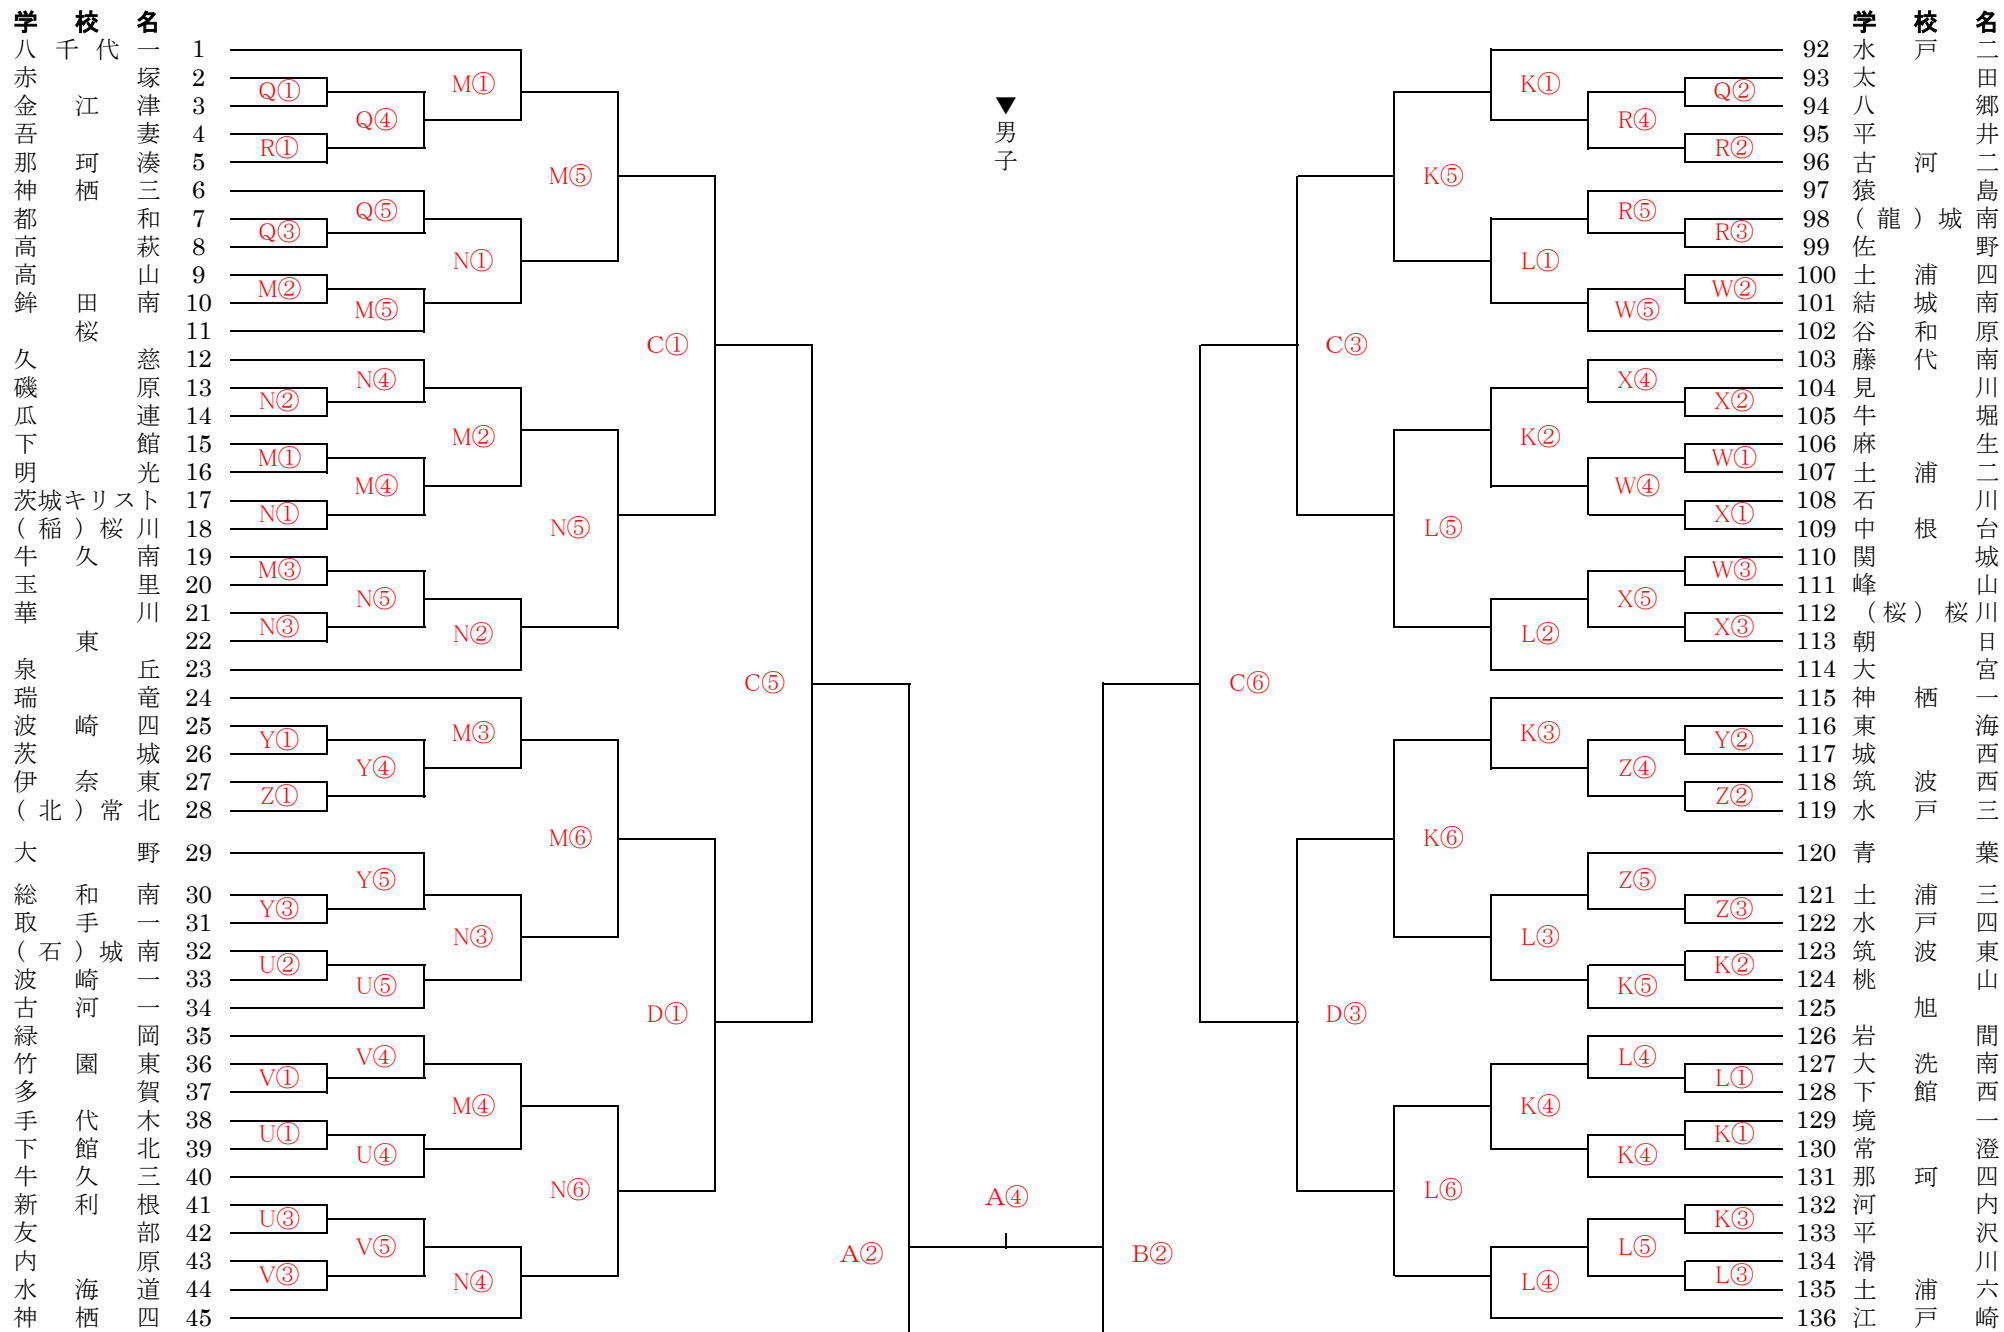 学校名
八千代一 1
赤塚 2
金江津 3
吾妻 4
那珂湊 5
神栖三 6
都和 7
高萩 8
高山 9
鉾田南 10
桜 11
久慈 12
磯原 13
瓜連 14
下館 15
明光 16
茨城キリスト 17
(稲)桜川 18
牛久南 19
玉里 20
華川 21
東 22
泉丘 23
瑞竜 24
波崎四 25
茨城 26
伊奈東 27
(北)常北 28
大野 29
総和南 30
取手一 31
(石)城南 32
波崎一 33
古河一 34
緑岡 35
竹園東 36
多賀 37
手代木 38
下館北 39
牛久三 40
新利根 41
友部 42
内原 43
水海道 44
神栖四 45
Q①
R①
Q③
M②
N②
M①
N①
M③
N③
Y①
Z①
Y③
U②
V①
U①
U③
V③
Q④
Q⑤
M⑤
N④
M④
N⑤
Y④
Y⑤
U⑤
V④
U④
V⑤
M①
N①
M②
N②
M③
N③
M④
N④
M⑤
N⑤
M⑥
N⑥
C①
D①
C⑤
A②
▼男子
A④
B②
C⑥
C③
D③
K⑤
L⑤
K⑥
L⑥
K①
L①
K②
L②
K③
L③
K④
L④
R④
R⑤
W⑤
X④
W④
X⑤
Z④
Z⑤
K⑤
L④
K④
L⑤
Q②
R②
R③
W②
X②
W①
X①
W③
X③
Y②
Z②
Z③
K②
L①
K①
K③
L③
学校名
92 水戸二
93 太田
94 八郷
95 平井
96 古河二
97 猿島
98 (龍)城南
99 佐野
100 土浦四
101 結城南
102 谷和原
103 藤代南
104 見川
105 牛堀
106 麻生
107 土浦二
108 石川
109 中根台
110 関城
111 峰山
112 (桜)桜川
113 朝日
114 大宮
115 神栖一
116 東海
117 城西
118 筑波西
119 水戸三
120 青葉
121 土浦三
122 水戸四
123 筑波東
124 桃山
125 旭
126 岩間
127 大洗南
128 下館西
129 境一
130 常澄
131 那珂四
132 河内
133 平沢
134 滑川
135 土浦六
136 江戸崎